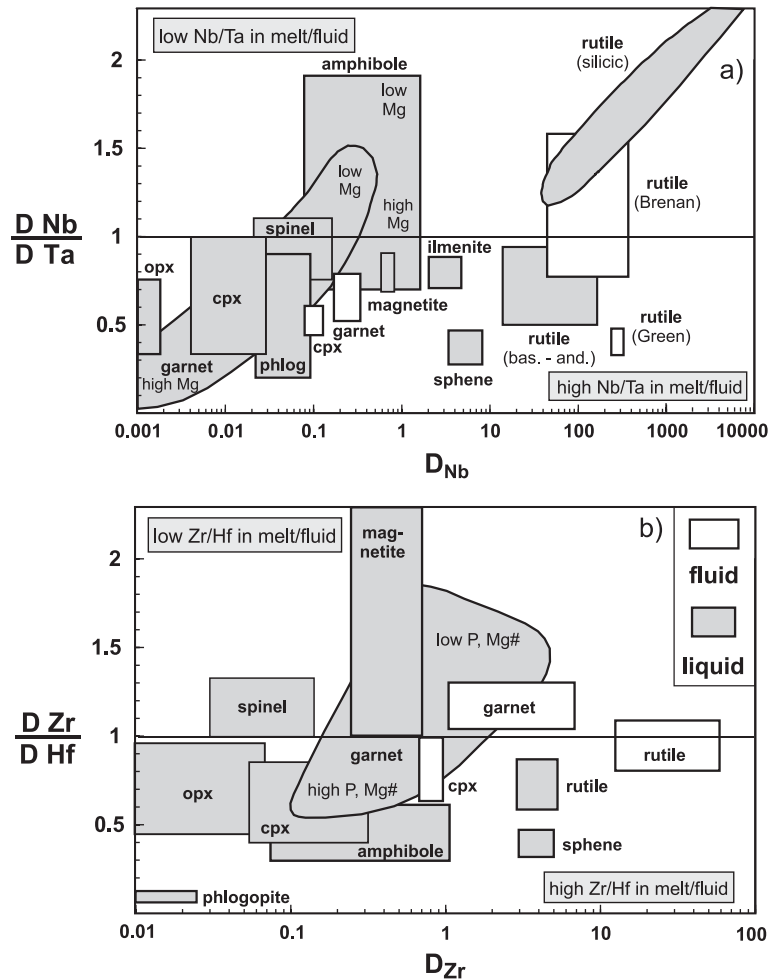 low Nb/Ta in melt/fluid
a)
amphibole
low
Mg
rutile
(silicic)
low
Mg
high
Mg
spinel
rutile
(Brenan)
opx
cpx
ilmenite
magnetite
garnet
cpx
rutile
(Green)
garnet
high Mg
phlog
sphene
rutile
(bas. - and.)
high Nb/Ta in melt/fluid
2
1.5
1
0.5
D Nb
D Ta
0.001
0.01
0.1
1
10
100
1000
10000
DNb
low Zr/Hf in melt/fluid
b)
mag-
netite
fluid
liquid
low P, Mg#
spinel
garnet
garnet
rutile
opx
high P, Mg#
cpx
rutile
cpx
amphibole
sphene
phlogopite
high Zr/Hf in melt/fluid
2
1.5
1
0.5
D Zr
D Hf
0.01
0.1
1
10
100
DZr